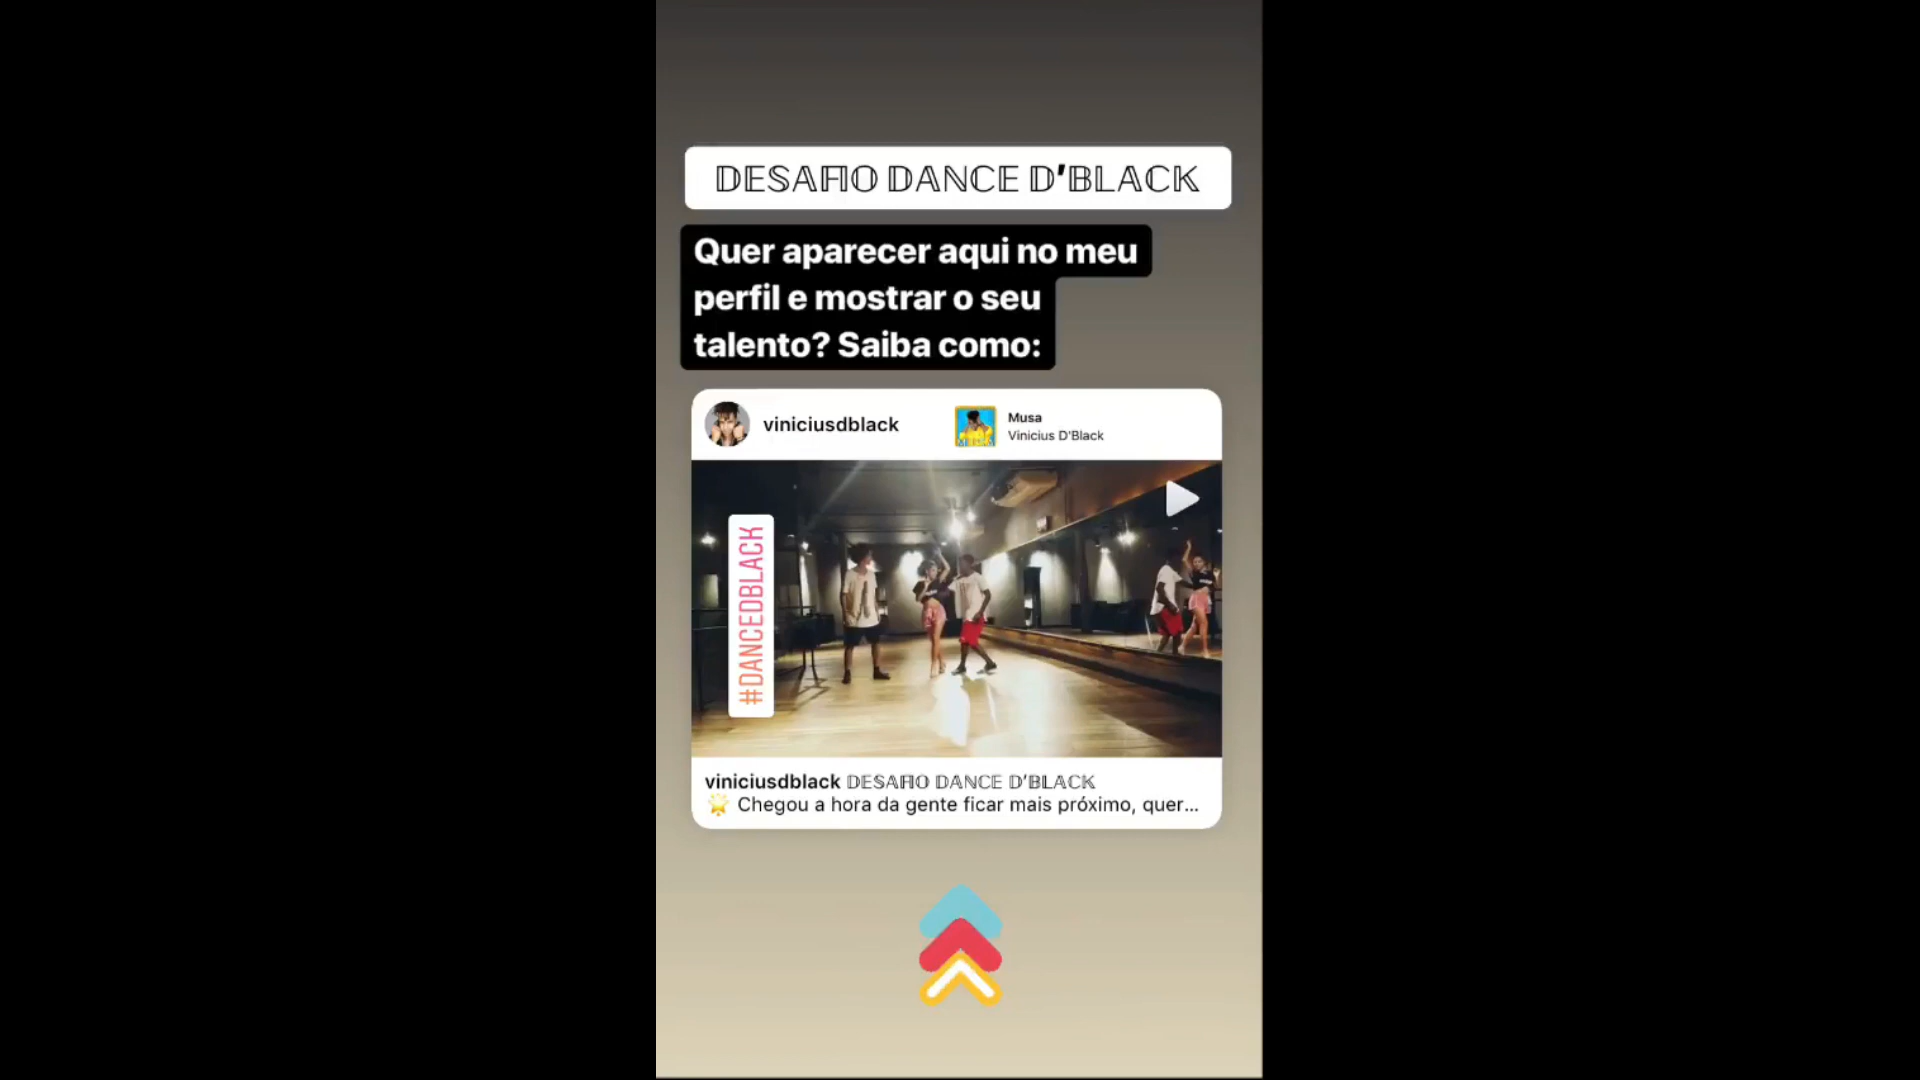 𝔻𝔼𝕊𝔸𝔽𝕀𝕆 𝔻𝔸ℕℂ𝔼 𝔻'𝔹𝕃𝔸ℂ𝕂
Quer aparecer aqui no meu
perfil e mostrar o seu
talento? Saiba como:
viniciusdblack
Musa
Vinicius D'Black
#DANCEDBLACK
viniciusdblack 𝔻𝔼𝕊𝔸𝔽𝕀𝕆 𝔻𝔸ℕℂ𝔼 𝔻'𝔹𝕃𝔸ℂ𝕂
🌟 Chegou a hora da gente ficar mais próximo, quer...